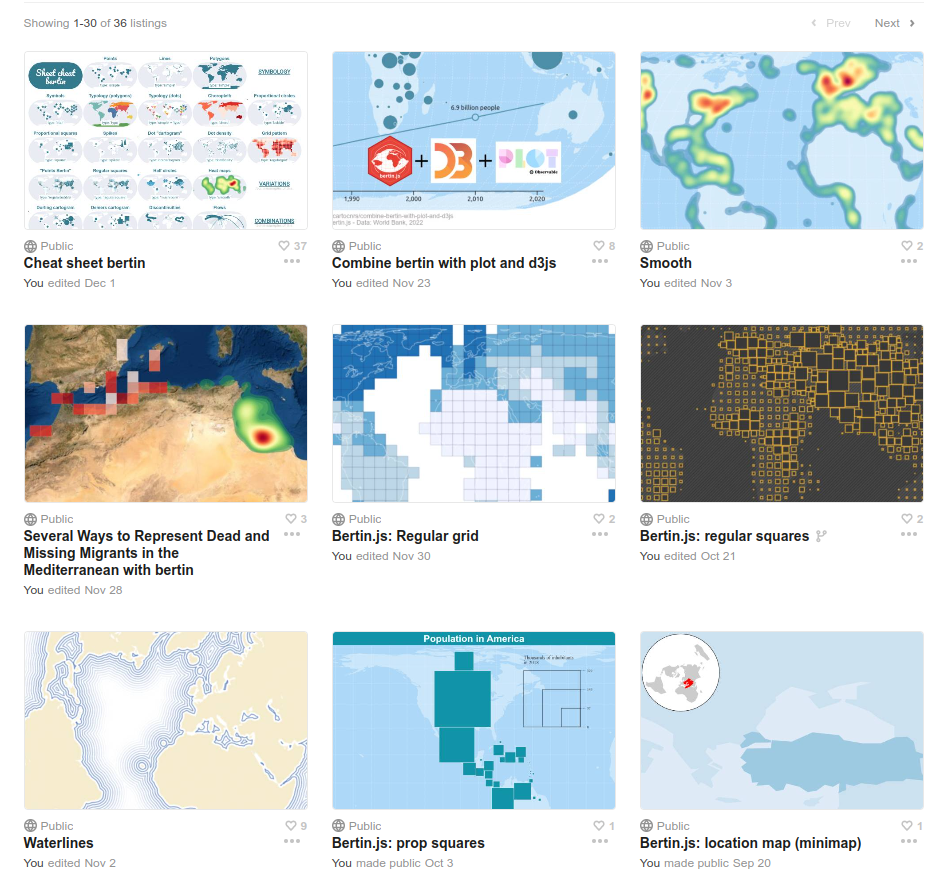 Showing 1-30 of 36 listings
Prev Next
Sheet cheat
bertin
Points Lines Polygons
SYMBOLOGY
Symbols Typology (polygons) Typology (dots) Choropleth Proportional circles
Proportional squares Spikes Dot "cartogram" Dot density Grid pattern
"Points Bertin" Regular squares Half circles Heat maps
VARIATIONS
Dorling cartogram Demers cartogram Discontinuities Flows
COMBINATIONS
6.9 billion people
bertin.js
+ D3 + PLOT
Observable
1,990 2,000 2,010 2,020
cartocnrs/combine-bertin-with-plot-and-d3js
ertin.js - Data: World Bank, 2022
Public 37
Cheat sheet bertin
You edited Dec 1
Public 8
Combine bertin with plot and d3js
You edited Nov 23
Public 2
Smooth
You edited Nov 3
Public 3
Several Ways to Represent Dead and
Missing Migrants in the
Mediterranean with bertin
You edited Nov 28
Public 2
Bertin.js: Regular grid
You edited Nov 30
Public 2
Bertin.js: regular squares
You edited Oct 21
Population in America
Thousands of inhabitants
Public 9
Waterlines
You edited Nov 2
Public 1
Bertin.js: prop squares
You made public Oct 3
Public 1
Bertin.js: location map (minimap)
You made public Sep 20